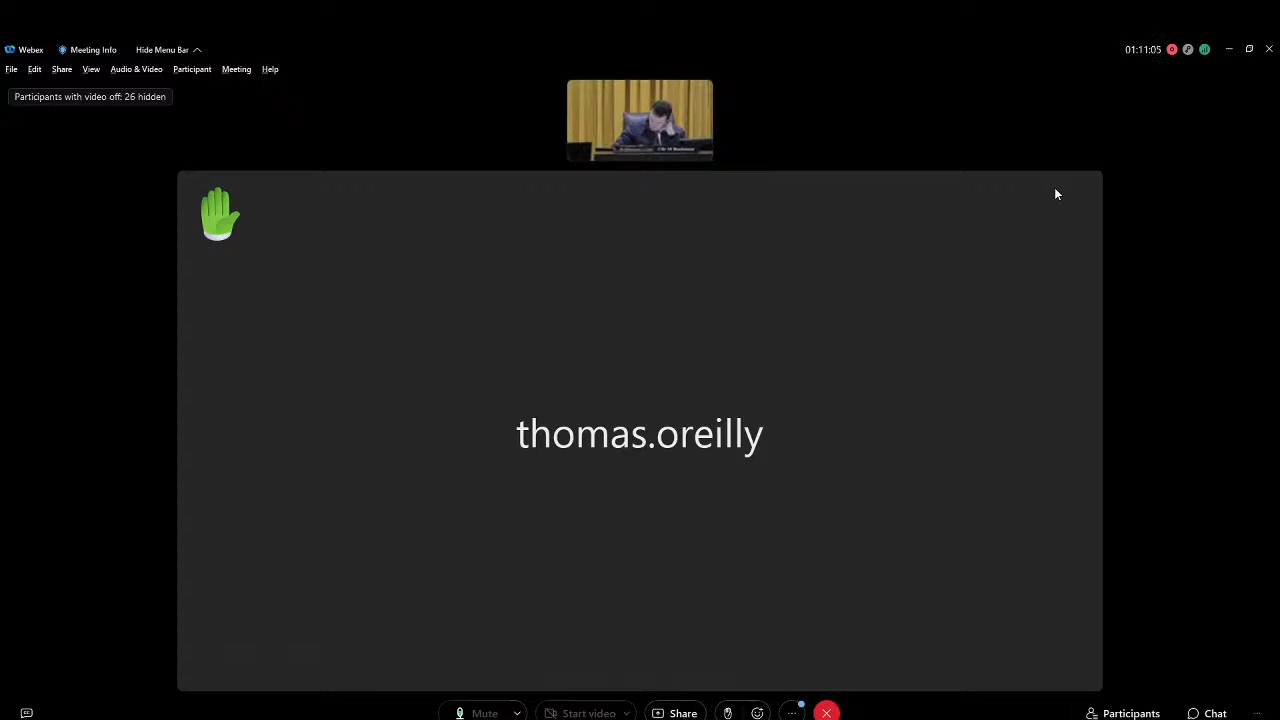 Webex Meeting Info Hide Menu Bar 01:11:05
File Edit Share View Audio & Video Participant Meeting Help
Participants with video off: 26 hidden
thomas.oreilly
Mute Start video Share Participants Chat